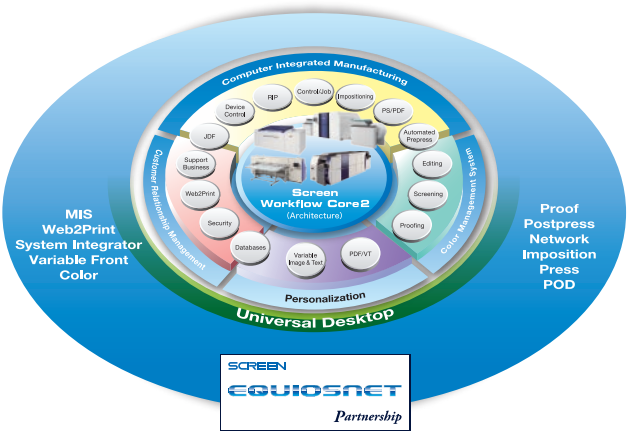 Computer Integrated Manufacturing
Control/Job
RIP
Impositioning
Device
Control
PS/PDF
JDF
Automated
Prepress
Customer Relationship Management
Support
Business
Web2Print
Security
Databases
Screen
Workflow Core2
(Architecture)
Editing
Screening
Proofing
Color Management System
Variable
Image & Text
PDF/VT
Personalization
Universal Desktop
MIS
Web2Print
System Integrator
Variable Front
Color
Proof
Postpress
Network
Imposition
Press
POD
SCREEN
EQUIOSNET
Partnership